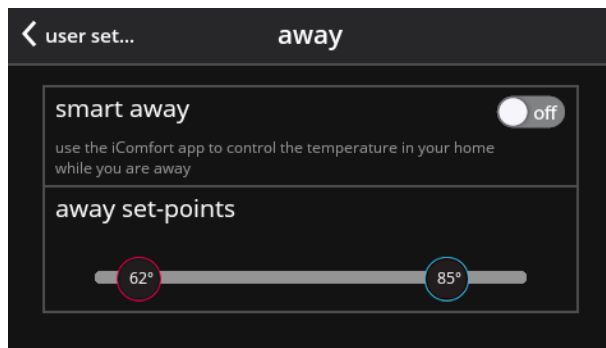 user set...
away
smart away
off
use the iComfort app to control the temperature in your home
while you are away
away set-points
62°
85°